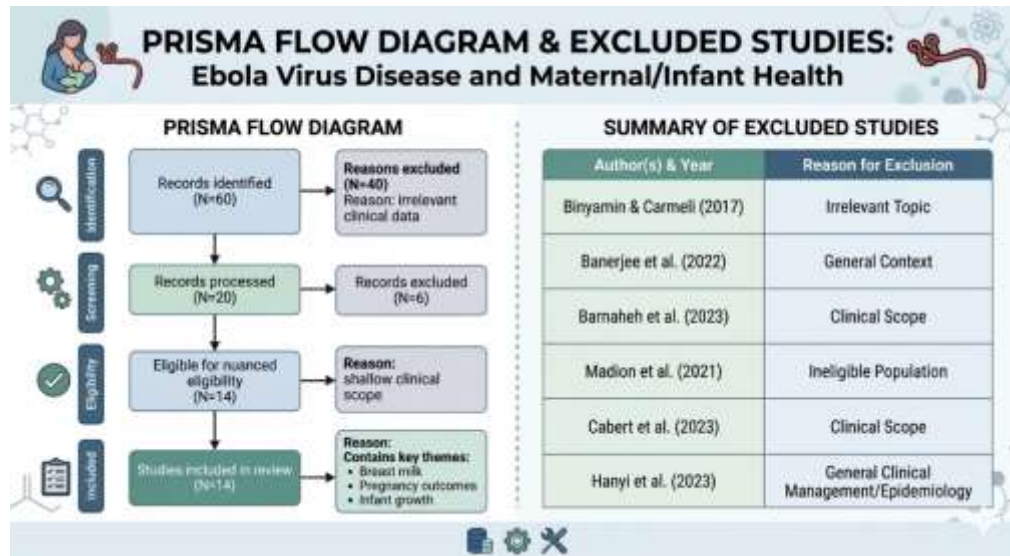 PRISMA FLOW DIAGRAM & EXCLUDED STUDIES:
Ebola Virus Disease and Maternal/Infant Health
PRISMA FLOW DIAGRAM
Identification
Records identified
(N=60)
Reasons excluded
(N=40)
Reason: irrelevant
clinical data
Screening
Records processed
(N=20)
Records excluded
(N=6)
Eligibility
Eligible for nuanced
eligibility
(N=14)
Reason:
shallow clinical
scope
Included
Studies included in review
(N=14)
Reason:
Contains key themes:
• Breast milk
• Pregnancy outcomes
• Infant growth
SUMMARY OF EXCLUDED STUDIES
Author(s) & Year
Reason for Exclusion
Binyamin & Carmeli (2017)
Irrelevant Topic
Banerjee et al. (2022)
General Context
Barnaheh et al. (2023)
Clinical Scope
Madion et al. (2021)
Ineligible Population
Cabert et al. (2023)
Clinical Scope
Hanyi et al. (2023)
General Clinical
Management/Epidemiology